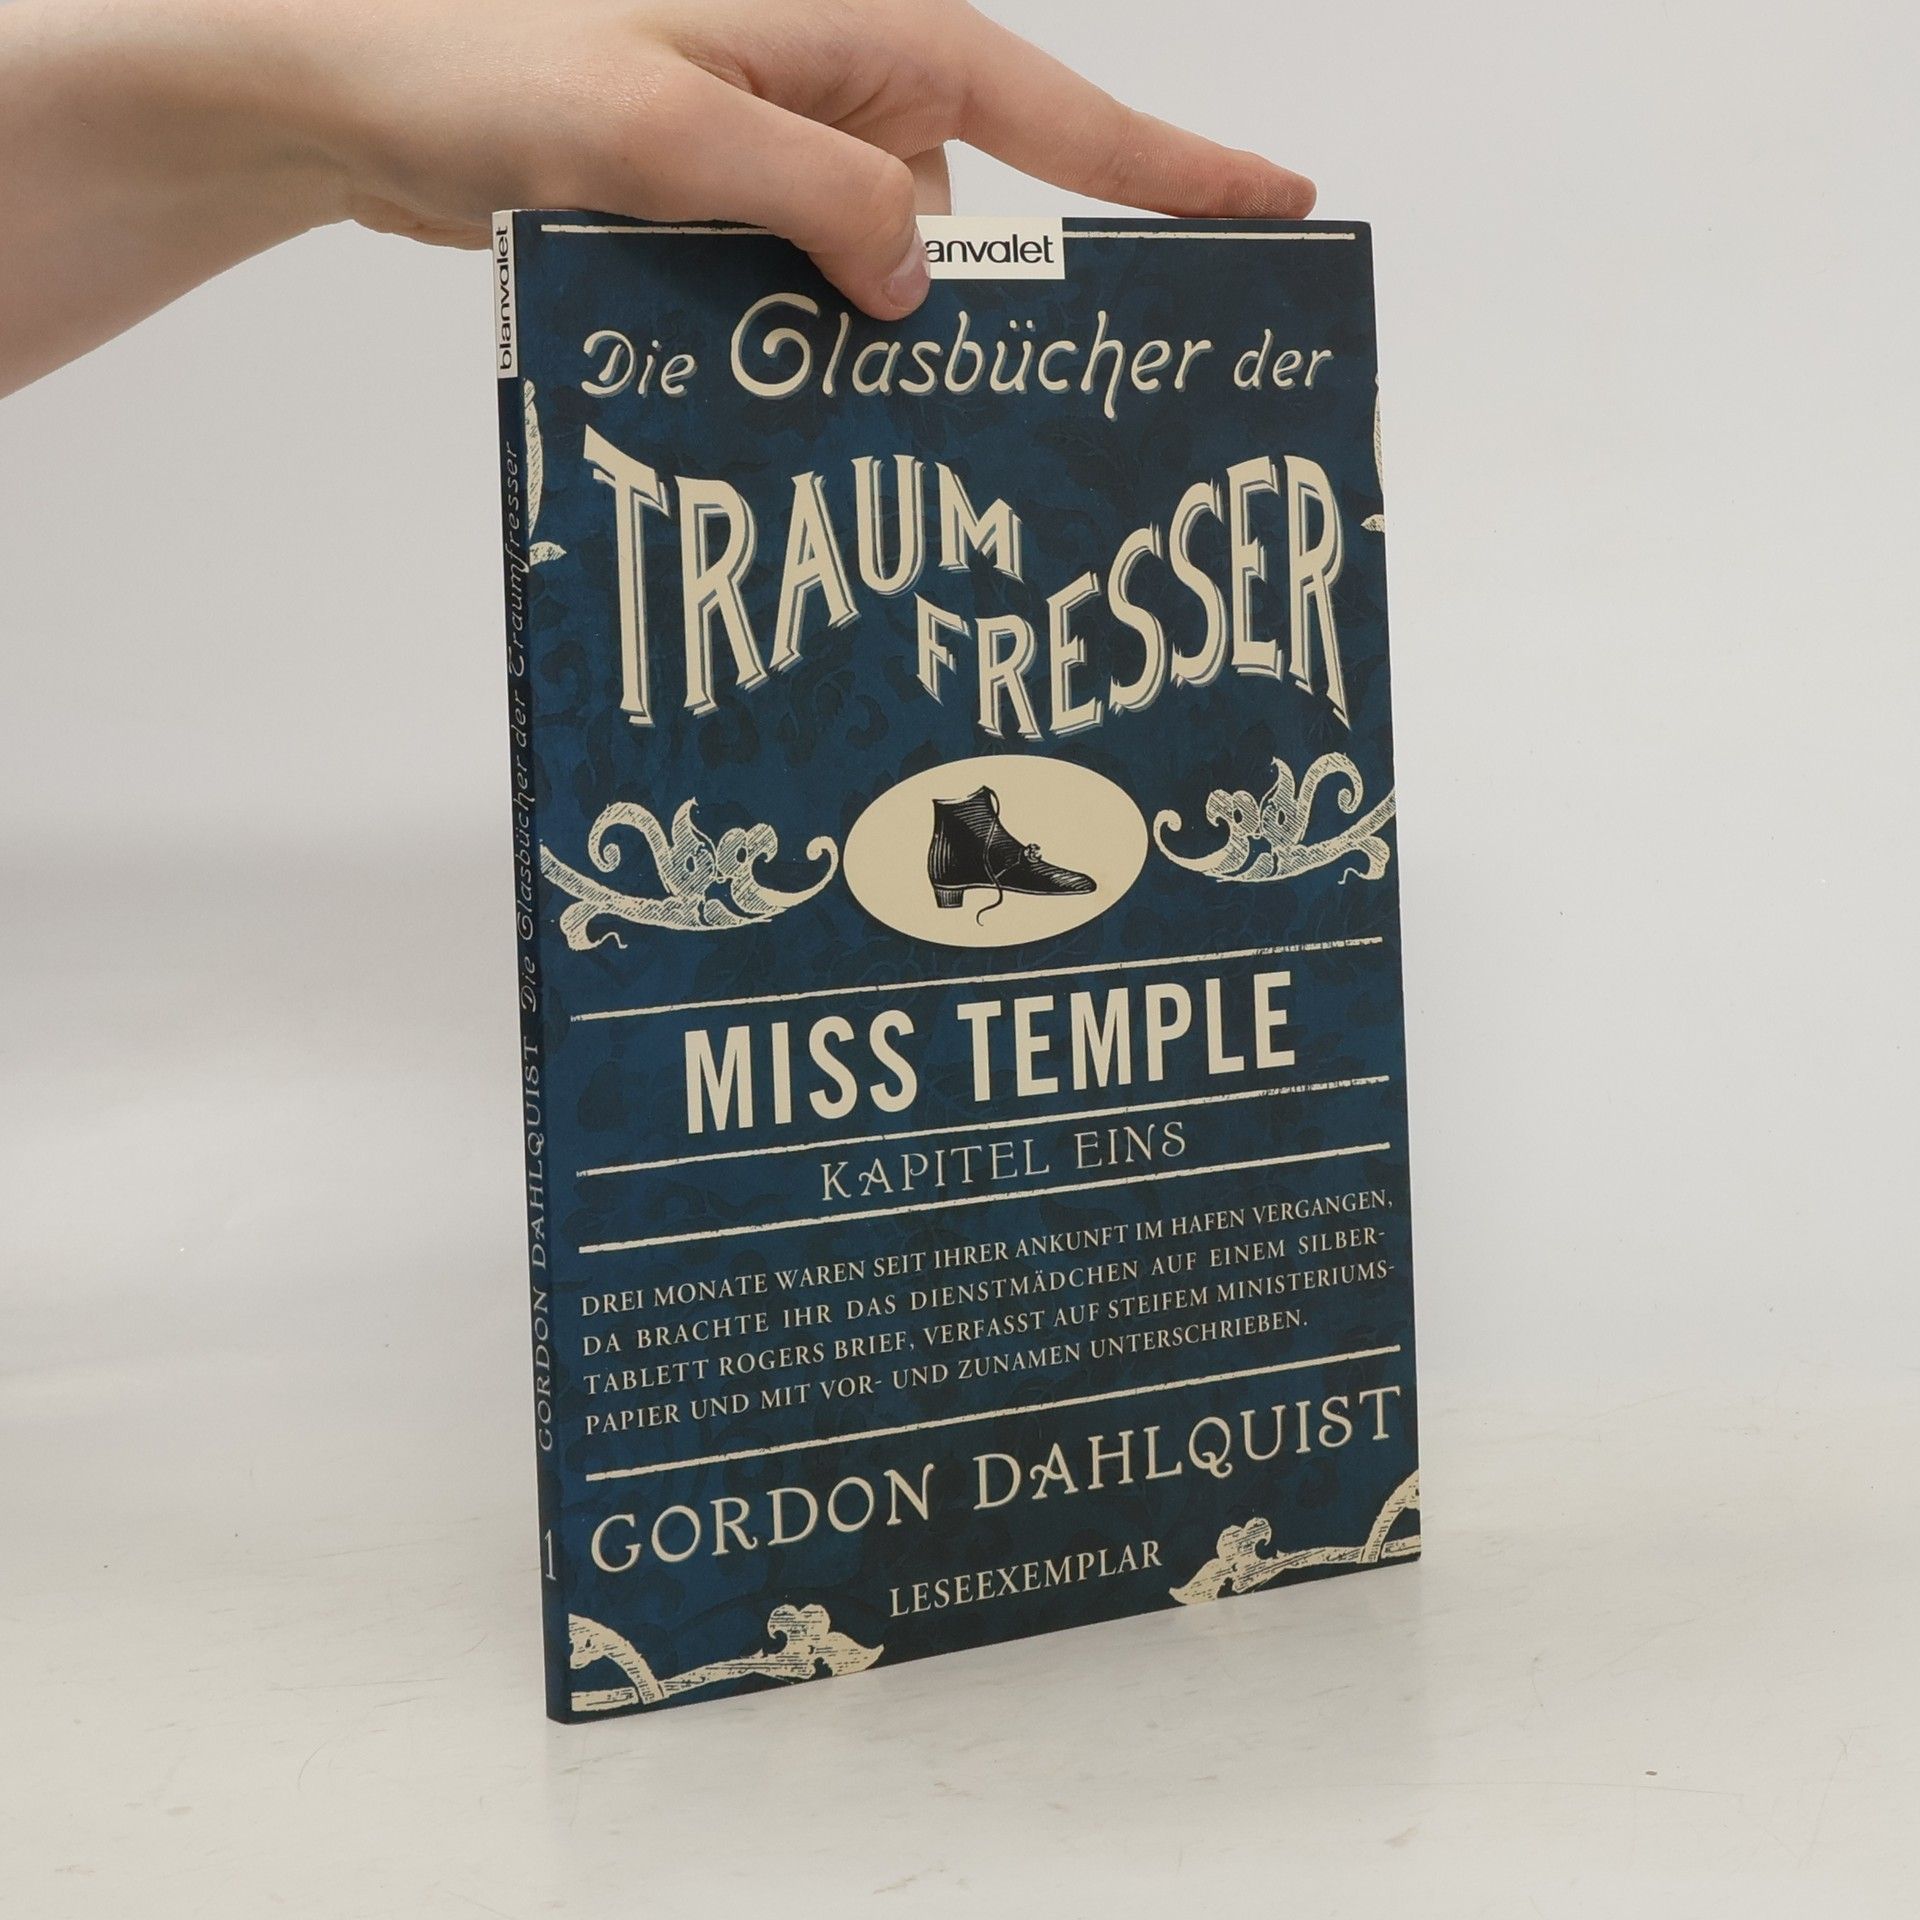 blanvalet
Die Glasbücher der Traumfresser
GORDON DAHLQUIST
1
anvalet
Die Glasbücher der
TRAUM
FRESSER
MISS TEMPLE
KAPITEL EINS
DREI MONATE WAREN SEIT IHRER ANKUNFT IM HAFEN VERGANGEN,
DA BRACHTE IHR DAS DIENSTMÄDCHEN AUF EINEM SILBER-
TABLETT ROGERS BRIEF, VERFASST AUF STEIFEM MINISTERIUMS-
PAPIER UND MIT VOR- UND ZUNAMEN UNTERSCHRIEBEN.
GORDON DAHLQUIST
LESEEXEMPLAR